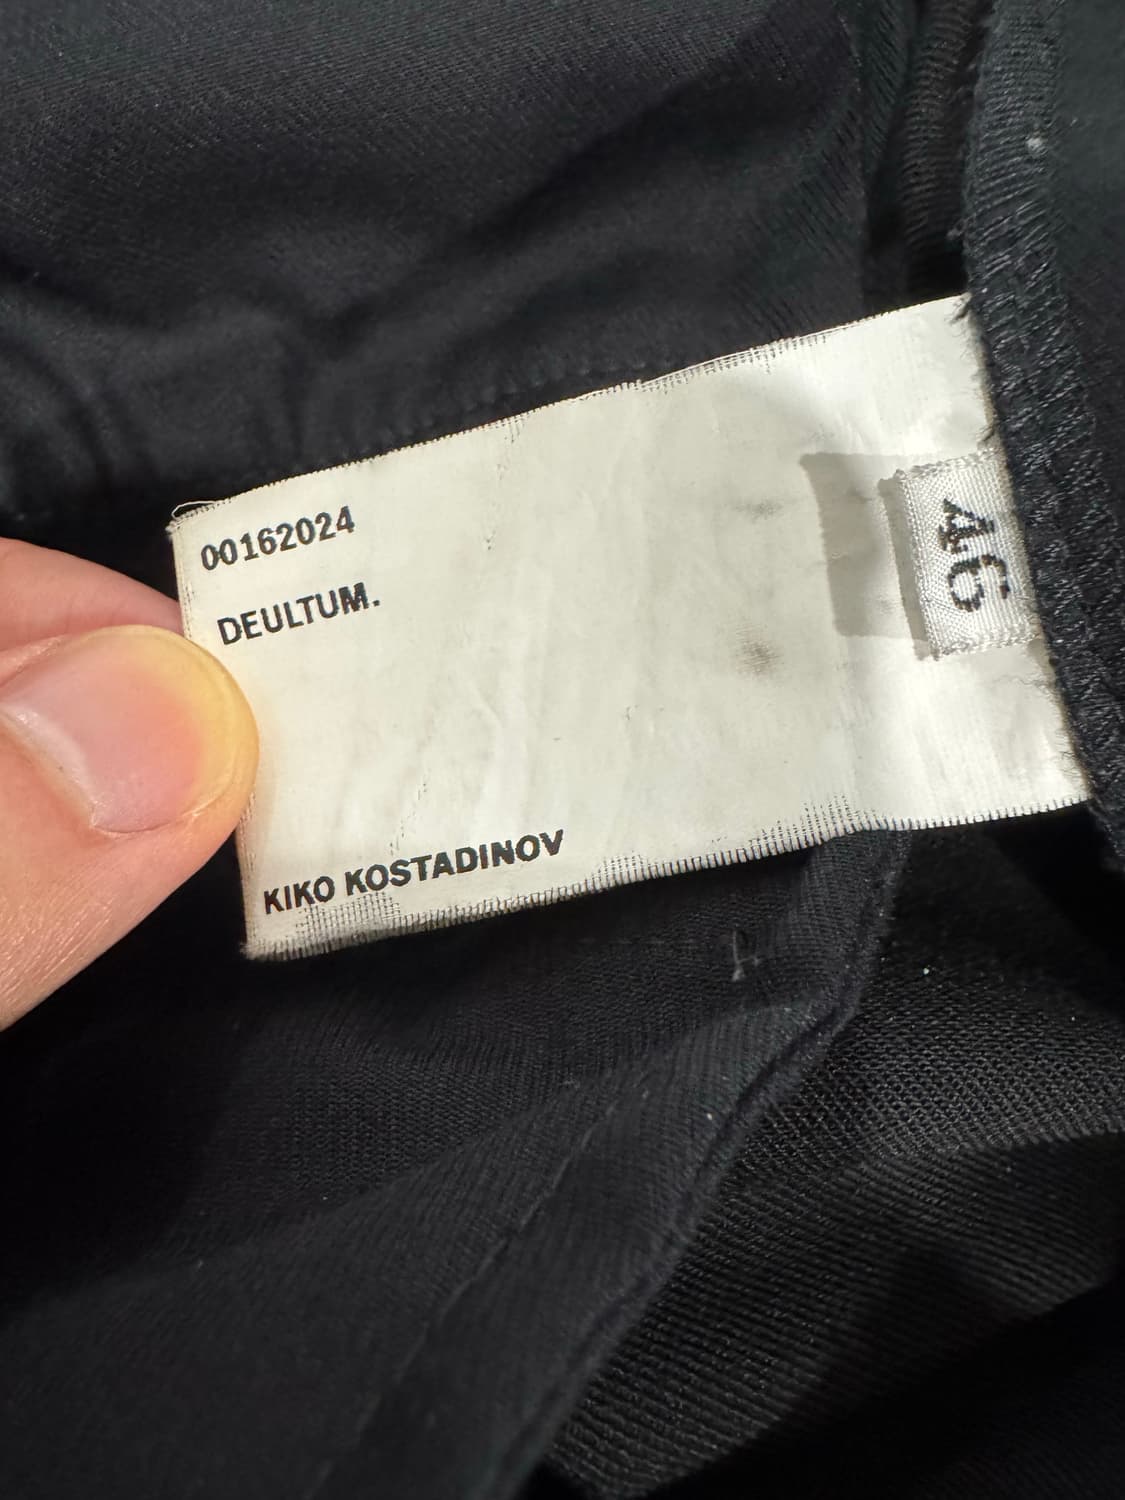 00162024
DEULTUM.
KIKO KOSTADINOV
46